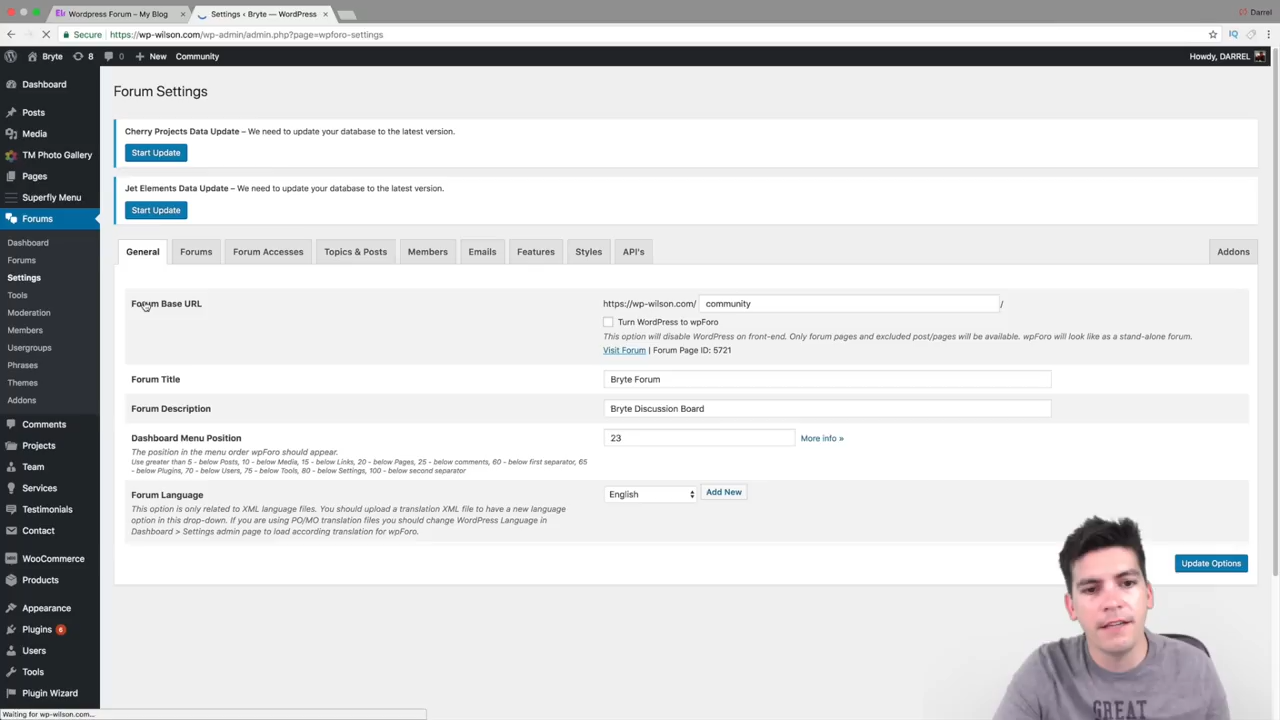 Wordpress Forum – My Blog
Settings ‹ Bryte — WordPress
Darrel
Secure
https://wp-wilson.com/wp-admin/admin.php?page=wpforo-settings
IQ
Bryte
8
0
New
Community
Howdy, DARREL
Dashboard
Posts
Media
TM Photo Gallery
Pages
Superfly Menu
Forums
Dashboard
Forums
Settings
Tools
Moderation
Members
Usergroups
Phrases
Themes
Addons
Comments
Projects
Team
Services
Testimonials
Contact
WooCommerce
Products
Appearance
Plugins 6
Users
Tools
Plugin Wizard
Forum Settings
Cherry Projects Data Update – We need to update your database to the latest version.
Start Update
Jet Elements Data Update – We need to update your database to the latest version.
Start Update
General
Forums
Forum Accesses
Topics & Posts
Members
Emails
Features
Styles
API's
Addons
Forum Base URL
https://wp-wilson.com/ community /
Turn WordPress to wpForo
This option will disable WordPress on front-end. Only forum pages and excluded post/pages will be available. wpForo will look like as a stand-alone forum.
Visit Forum | Forum Page ID: 5721
Forum Title
Bryte Forum
Forum Description
Bryte Discussion Board
Dashboard Menu Position
23
More info »
The position in the menu order wpForo should appear.
Use greater than 5 - below Posts, 10 - below Media, 15 - below Links, 20 - below Pages, 25 - below comments, 60 - below first separator, 65
- below Plugins, 70 - below Users, 75 - below Tools, 80 - below Settings, 100 - below second separator
Forum Language
English
Add New
This option is only related to XML language files. You should upload a translation XML file to have a new language
option in this drop-down. If you are using PO/MO translation files you should change WordPress Language in
Dashboard > Settings admin page to load according translation for wpForo.
Update Options
GREAT
Waiting for wp-wilson.com...